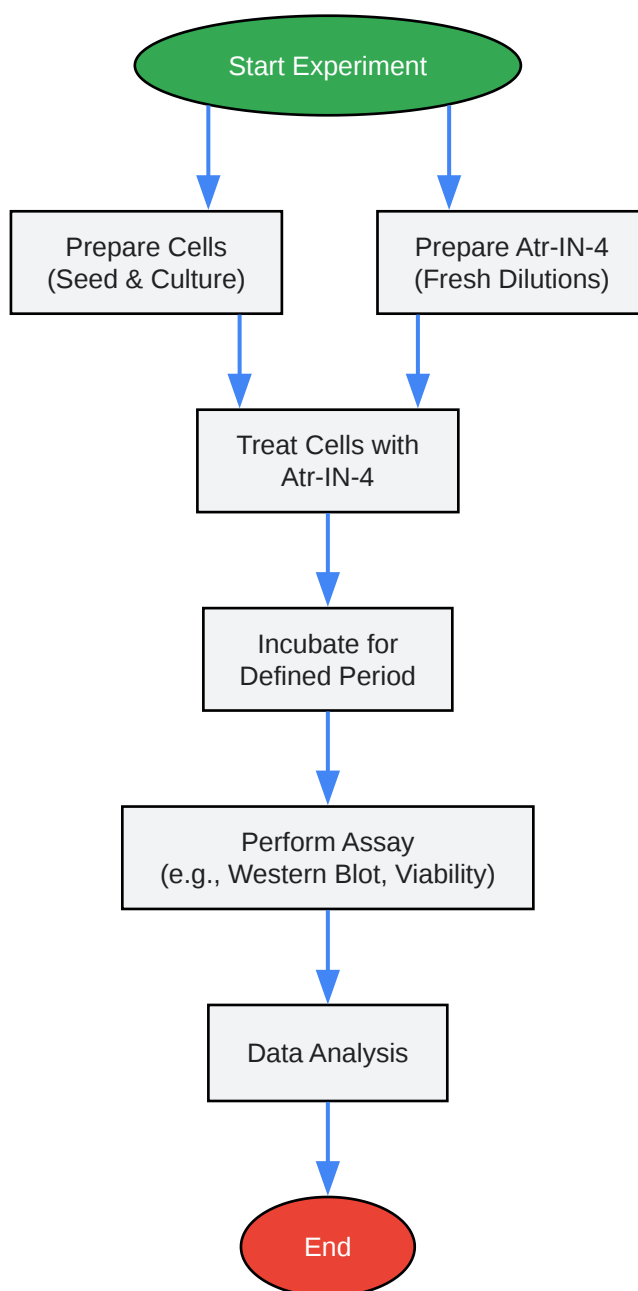 Start Experiment
Prepare Cells
(Seed & Culture)
Prepare Atr-IN-4
(Fresh Dilutions)
Treat Cells with
Atr-IN-4
Incubate for
Defined Period
Perform Assay
(e.g., Western Blot, Viability)
Data Analysis
End